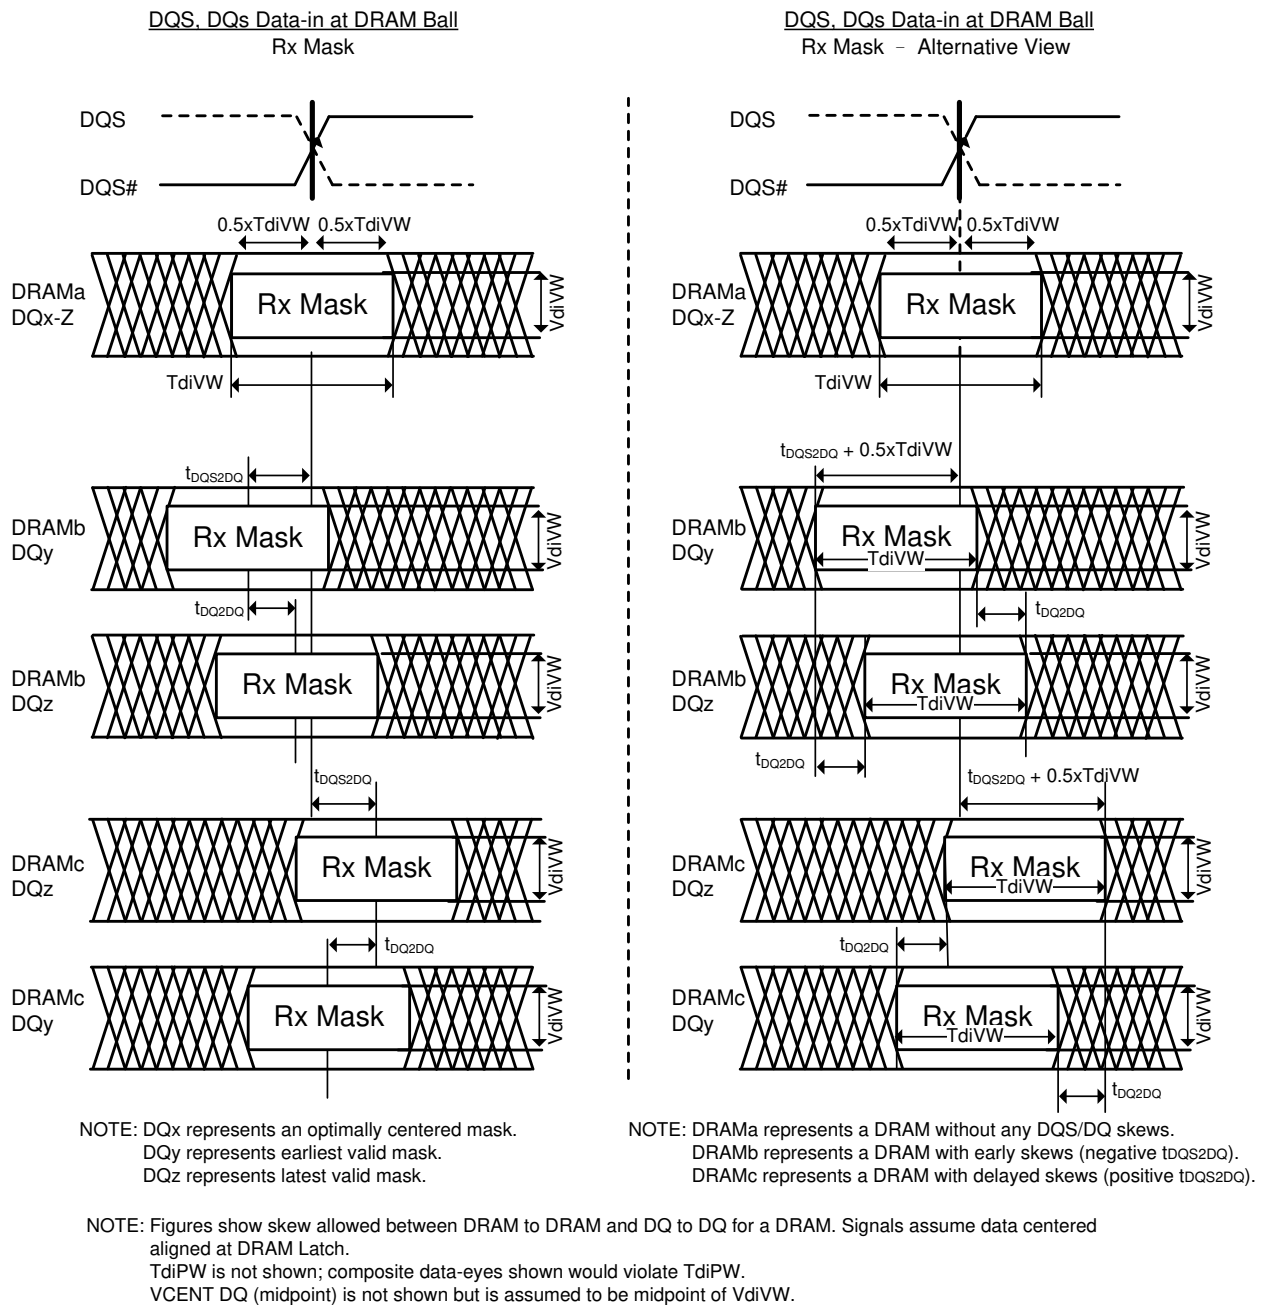 DQS, DQs Data-in at DRAM Ball
Rx Mask
DQS
DQS#
0.5xTdiVW 0.5xTdiVW
DRAMa
DQx-Z
Rx Mask
VdiVW
TdiVW
tDQS2DQ
DRAMb
DQy
Rx Mask
VdiVW
tDQ2DQ
DRAMb
DQz
Rx Mask
VdiVW
tDQS2DQ
DRAMc
DQz
Rx Mask
VdiVW
tDQ2DQ
DRAMc
DQy
Rx Mask
VdiVW
NOTE: DQx represents an optimally centered mask.
DQy represents earliest valid mask.
DQz represents latest valid mask.
DQS, DQs Data-in at DRAM Ball
Rx Mask – Alternative View
DQS
DQS#
0.5xTdiVW 0.5xTdiVW
DRAMa
DQx-Z
Rx Mask
VdiVW
TdiVW
tDQS2DQ + 0.5xTdiVW
DRAMb
DQy
Rx Mask
TdiVW
VdiVW
tDQ2DQ
DRAMb
DQz
Rx Mask
TdiVW
VdiVW
tDQ2DQ
tDQS2DQ + 0.5xTdiVW
DRAMc
DQz
Rx Mask
TdiVW
VdiVW
tDQ2DQ
DRAMc
DQy
Rx Mask
TdiVW
VdiVW
tDQ2DQ
NOTE: DRAMa represents a DRAM without any DQS/DQ skews.
DRAMb represents a DRAM with early skews (negative tDQS2DQ).
DRAMc represents a DRAM with delayed skews (positive tDQS2DQ).
NOTE: Figures show skew allowed between DRAM to DRAM and DQ to DQ for a DRAM. Signals assume data centered
aligned at DRAM Latch.
TdiPW is not shown; composite data-eyes shown would violate TdiPW.
VCENT DQ (midpoint) is not shown but is assumed to be midpoint of VdiVW.